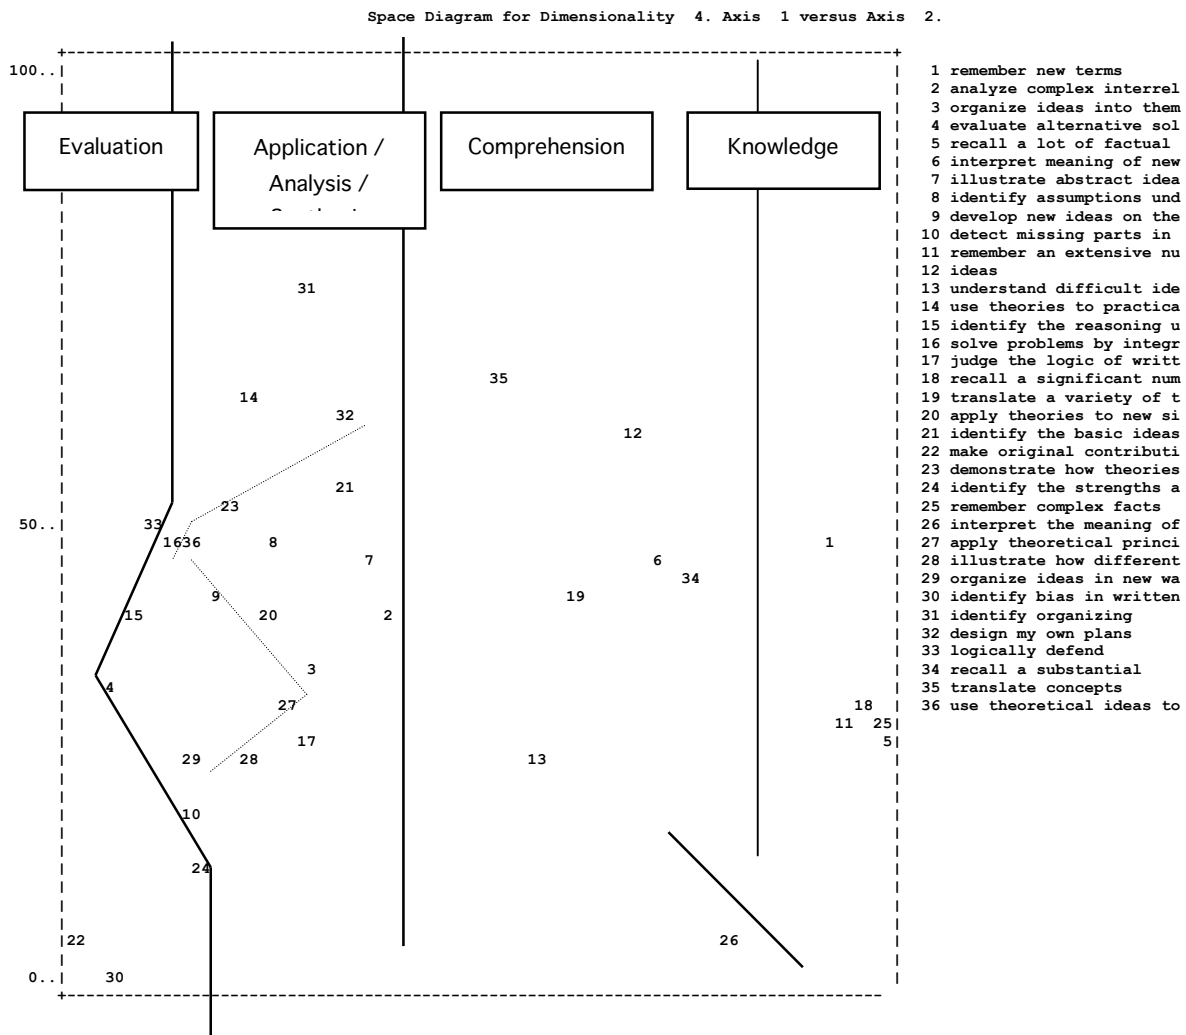 Space Diagram for Dimensionality 4. Axis 1 versus Axis 2.
100..
1 remember new terms
2 analyze complex interrel
3 organize ideas into them
4 evaluate alternative sol
5 recall a lot of factual
6 interpret meaning of new
7 illustrate abstract idea
8 identify assumptions und
9 develop new ideas on the
10 detect missing parts in
11 remember an extensive nu
12 ideas
13 understand difficult ide
14 use theories to practica
15 identify the reasoning u
16 solve problems by integr
17 judge the logic of writt
18 recall a significant num
19 translate a variety of t
20 apply theories to new si
21 identify the basic ideas
22 make original contributi
23 demonstrate how theories
24 identify the strengths a
25 remember complex facts
26 interpret the meaning of
27 apply theoretical princi
28 illustrate how different
29 organize ideas in new wa
30 identify bias in written
31 identify organizing
32 design my own plans
33 logically defend
34 recall a substantial
35 translate concepts
36 use theoretical ideas to
Evaluation
Application /
Analysis /
Comprehension
Knowledge
31
35
14
32
12
21
23
50..
33
1636 8 1
7 6
34
9 19
15 20 2
3
4
27 18
11 25
17 5
29 28 13
10
24
22 26
0.. 30